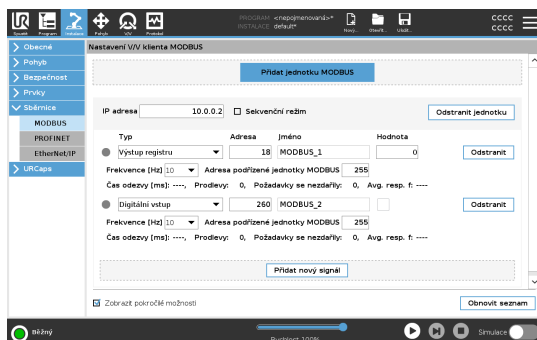 UR
Spustit Program Instalace Pohyb V/V Protokol
PROGRAM <nepojmenovaná>*
INSTALACE default*
Nový... Otevřít... Uložit...
cccc
cccc
Obecné
Pohyb
Bezpečnost
Prvky
Sběrnice
MODBUS
PROFINET
EtherNet/IP
URCaps
Nastavení V/V klienta MODBUS
Přidat jednotku MODBUS
IP adresa 10.0.0.2 Sekvenční režim Odstranit jednotku
Typ Adresa Jméno Hodnota
Výstup registru 18 MODBUS_1 0 Odstranit
Frekvence [Hz] 10 Adresa podřízené jednotky MODBUS 255
Čas odezvy [ms]: ----, Prodlevy: 0, Požadavky se nezdařily: 0, Avg. resp. f: ----
Digitální vstup 260 MODBUS_2 Odstranit
Frekvence [Hz] 10 Adresa podřízené jednotky MODBUS 255
Čas odezvy [ms]: ----, Prodlevy: 0, Požadavky se nezdařily: 0, Avg. resp. f: ----
Přidat nový signál
Zobrazit pokročilé možnosti Obnovit seznam
Běžný
Rychlost 100%
Simulace